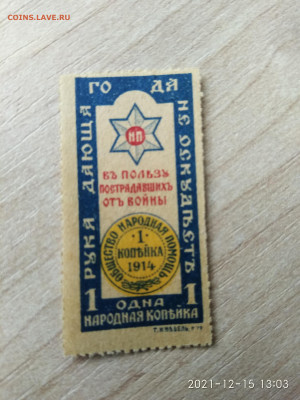 COINS.LAVE.RU
РУКА ДАЮЩАГО ДА НЕ ОСКУДѢЕТЪ
НП
ВЪ ПОЛЬЗУ
ПОСТРАДАВШИХЪ
ОТЪ ВОЙНЫ
ОБЩЕСТВО НАРОДНАЯ ПОМОЩЬ
1
КОПѢЙКА
1914
1 ОДНА 1
НАРОДНАЯ КОПѢЙКА
2021-12-15 13:03